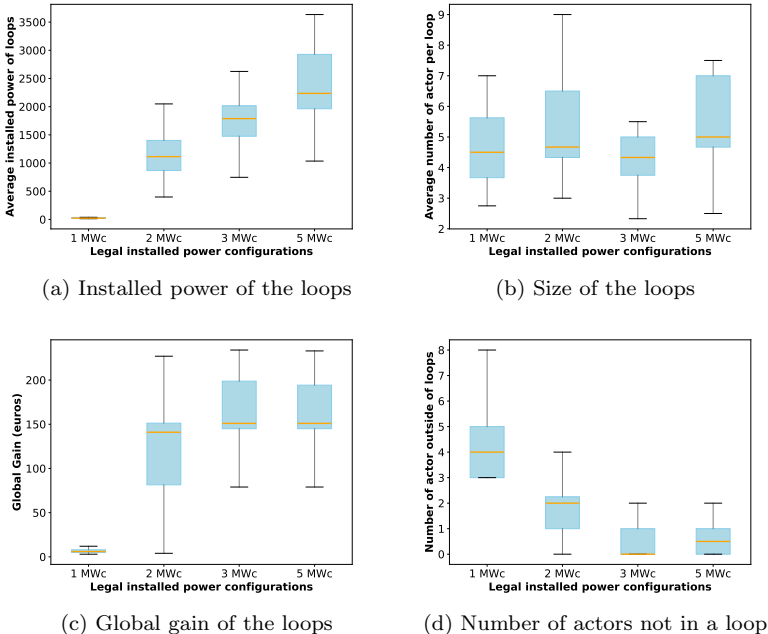 Average installed power of loops
3500
3000
2500
2000
1500
1000
500
0
1 MWc 2 MWc 3 MWc 5 MWc
Legal installed power configurations
(a) Installed power of the loops
Average number of actor per loop
9
8
7
6
5
4
3
2
1 MWc 2 MWc 3 MWc 5 MWc
Legal installed power configurations
(b) Size of the loops
Global Gain (euros)
200
150
100
50
0
1 MWc 2 MWc 3 MWc 5 MWc
Legal installed power configurations
(c) Global gain of the loops
Number of actor outside of loops
8
7
6
5
4
3
2
1
0
1 MWc 2 MWc 3 MWc 5 MWc
Legal installed power configurations
(d) Number of actors not in a loop